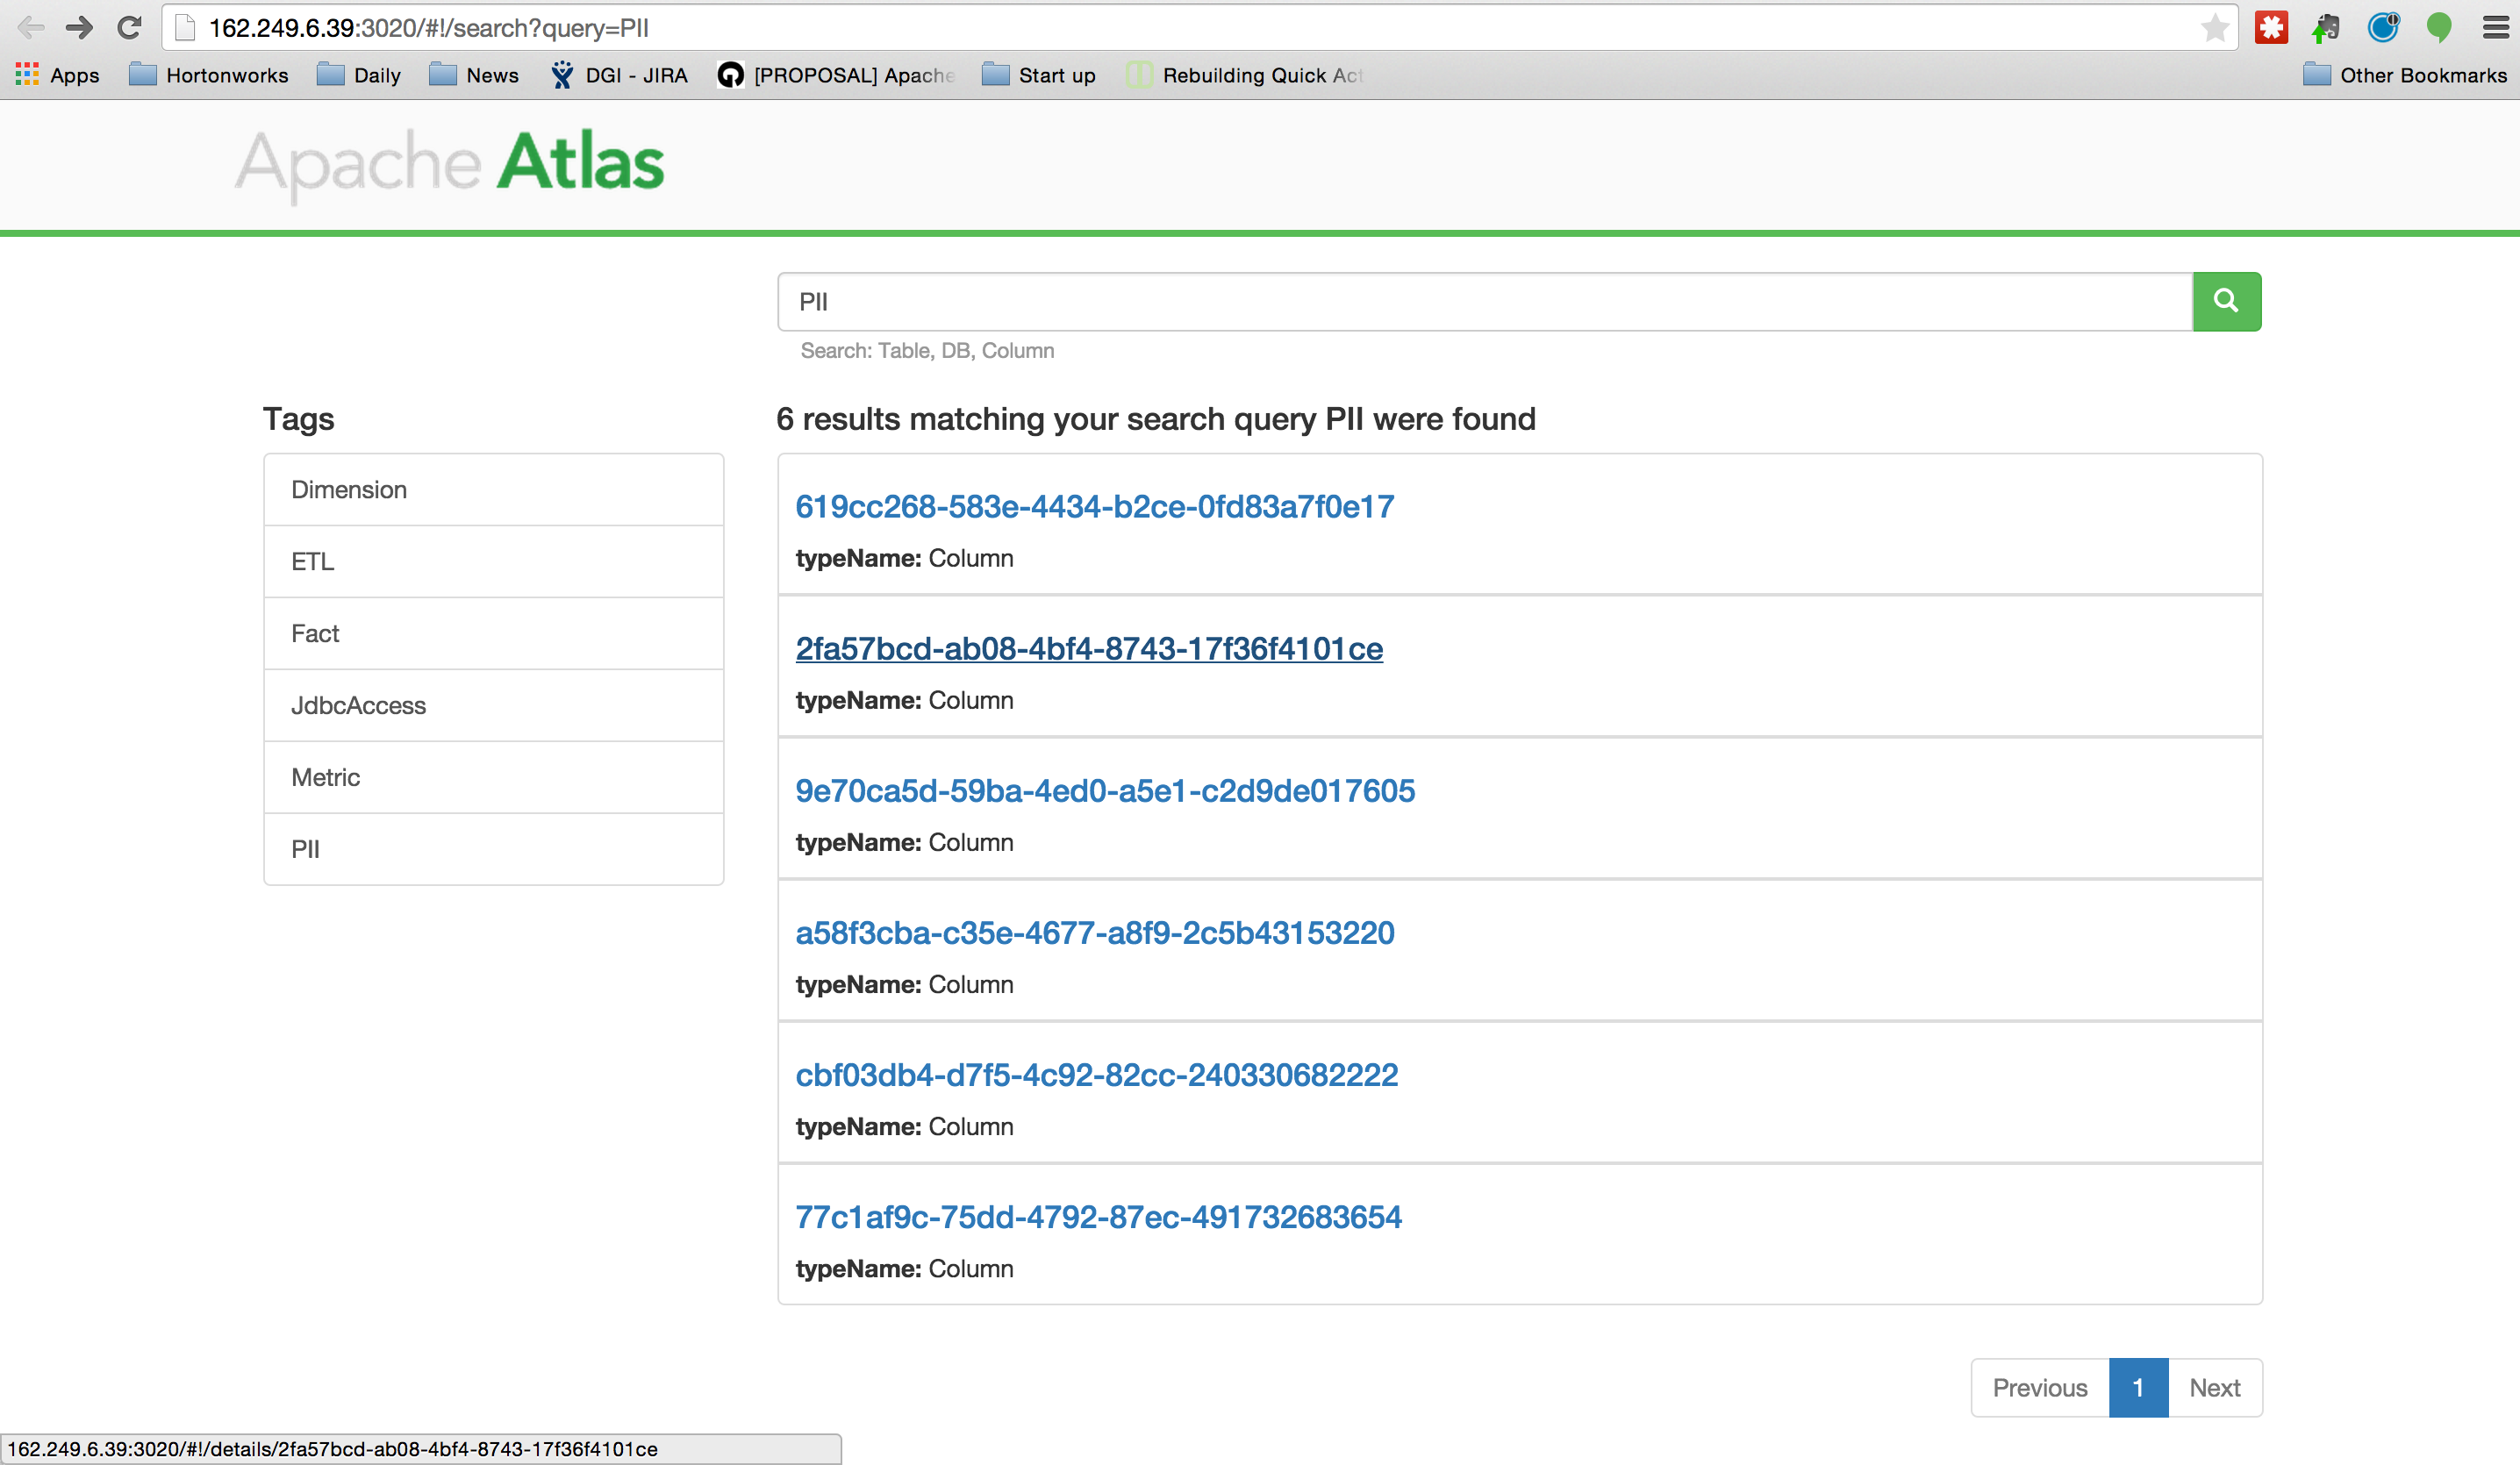 162.249.6.39:3020/#!/search?query=PII
Apps Hortonworks Daily News DGI - JIRA [PROPOSAL] Apache Start up Rebuilding Quick Act Other Bookmarks
Apache Atlas
PII
Search: Table, DB, Column
Tags
Dimension
ETL
Fact
JdbcAccess
Metric
PII
6 results matching your search query PII were found
619cc268-583e-4434-b2ce-0fd83a7f0e17
typeName: Column
2fa57bcd-ab08-4bf4-8743-17f36f4101ce
typeName: Column
9e70ca5d-59ba-4ed0-a5e1-c2d9de017605
typeName: Column
a58f3cba-c35e-4677-a8f9-2c5b43153220
typeName: Column
cbf03db4-d7f5-4c92-82cc-240330682222
typeName: Column
77c1af9c-75dd-4792-87ec-491732683654
typeName: Column
Previous 1 Next
162.249.6.39:3020/#!/details/2fa57bcd-ab08-4bf4-8743-17f36f4101ce